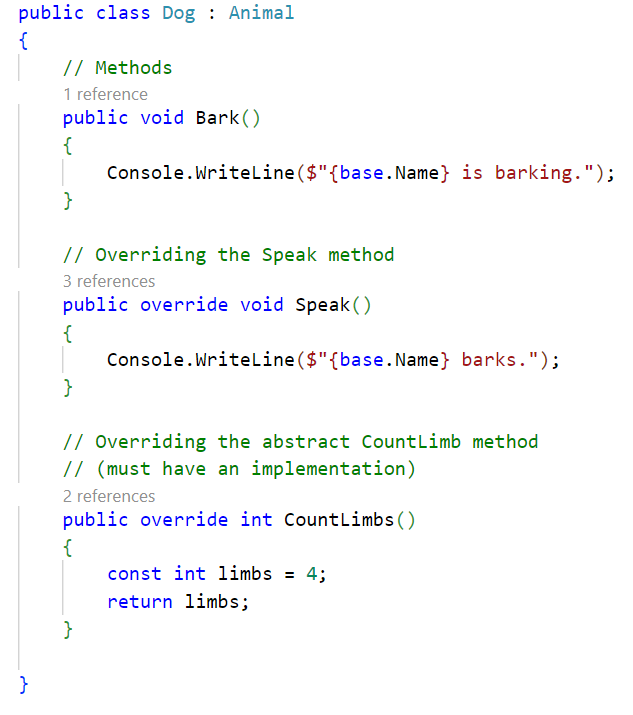 public class Dog : Animal
{
    // Methods
    1 reference
    public void Bark()
    {
        Console.WriteLine($"{base.Name} is barking.");
    }

    // Overriding the Speak method
    3 references
    public override void Speak()
    {
        Console.WriteLine($"{base.Name} barks.");
    }

    // Overriding the abstract CountLimb method
    // (must have an implementation)
    2 references
    public override int CountLimbs()
    {
        const int limbs = 4;
        return limbs;
    }

}